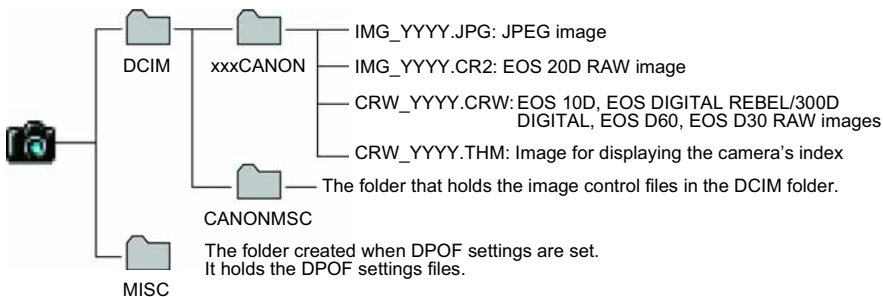 IMG_YYYY.JPG: JPEG image
DCIM
xxxCANON
IMG_YYYY.CR2: EOS 20D RAW image
CRW_YYYY.CRW: EOS 10D, EOS DIGITAL REBEL/300D
DIGITAL, EOS D60, EOS D30 RAW images
CRW_YYYY.THM: Image for displaying the camera's index
The folder that holds the image control files in the DCIM folder.
CANONMSC
The folder created when DPOF settings are set.
It holds the DPOF settings files.
MISC